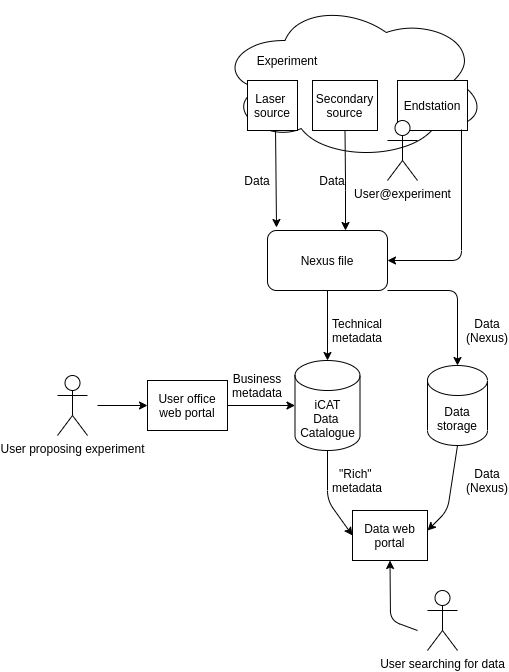 Experiment
Laser
source
Secondary
source
Endstation
Data
Data
User@experiment
Nexus file
Technical
metadata
Data
(Nexus)
Business
metadata
User office
web portal
iCAT
Data
Catalogue
Data
storage
User proposing experiment
"Rich"
metadata
Data
(Nexus)
Data web
portal
User searching for data